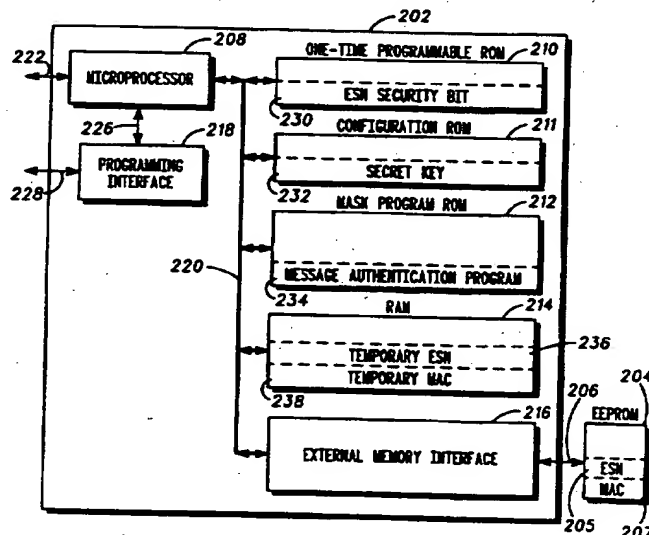 202
222
208
MICROPROCESSOR
ONE-TIME PROGRAMMABLE ROM 210
ESN SECURITY BIT
230
226
218
PROGRAMMING
INTERFACE
228
CONFIGURATION ROM 211
SECRET KEY
232
MASK PROGRAM ROM 212
MESSAGE AUTHENTICATION PROGRAM
234
220
RAM 214
TEMPORARY ESN
236
TEMPORARY MAC
238
216
EXTERNAL MEMORY INTERFACE
206
204
EEPROM
ESN
MAC
205
207